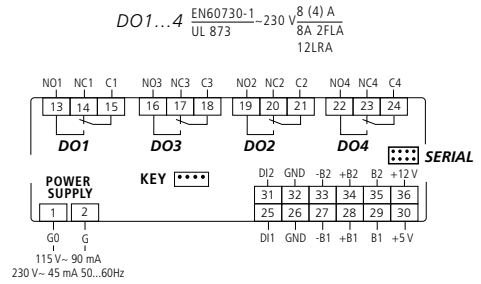 DO1...4 EN60730-1 ~230 V 8 (4) A
UL 873 8A 2FLA
12LRA
NO1 NC1 C1 NO3 NC3 C3 NO2 NC2 C2 NO4 NC4 C4
13 14 15 16 17 18 19 20 21 22 23 24
DO1 DO3 DO2 DO4
SERIAL
KEY
POWER
SUPPLY
DI2 GND -B2 +B2 B2 +12 V
31 32 33 34 35 36
1 2 25 26 27 28 29 30
G0 G DI1 GND -B1 +B1 B1 +5 V
115 V~ 90 mA
230 V~ 45 mA 50...60Hz